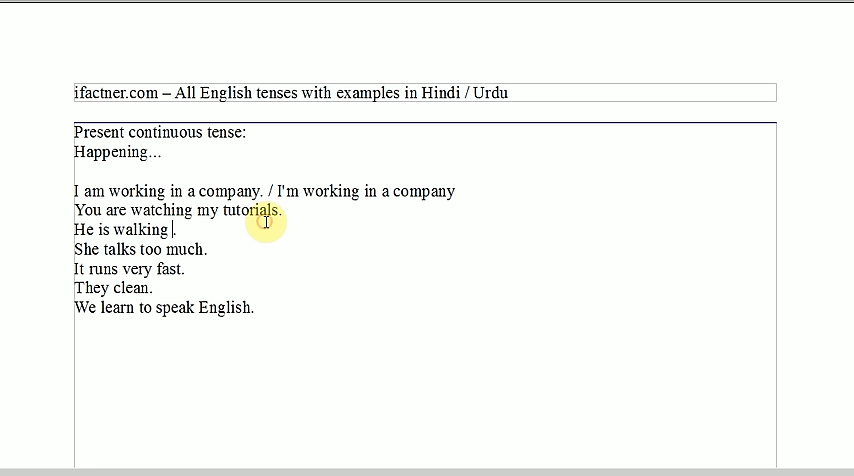 ifactner.com – All English tenses with examples in Hindi / Urdu
Present continuous tense:
Happening...
I am working in a company. / I'm working in a company
You are watching my tutorials.
He is walking .
She talks too much.
It runs very fast.
They clean.
We learn to speak English.